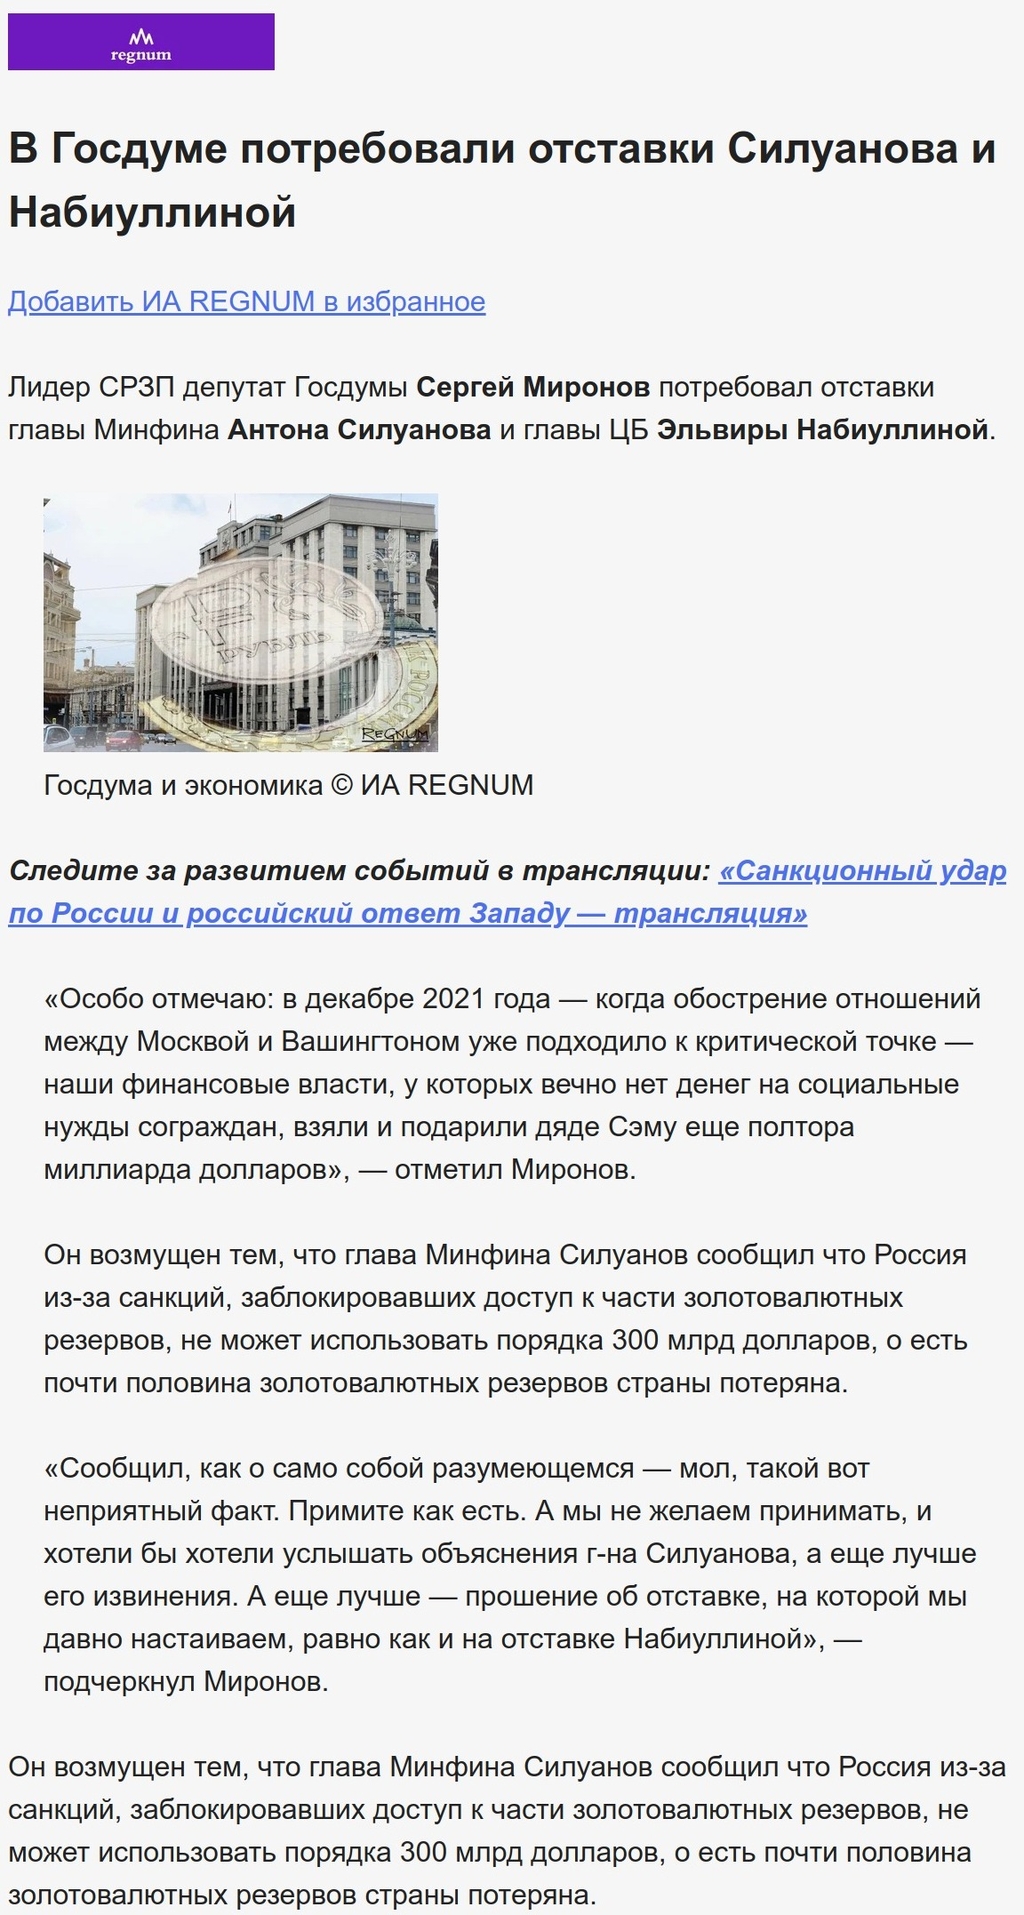 regnum
В Госдуме потребовали отставки Силуанова и
Набиуллиной
Добавить ИА REGNUM в избранное
Лидер СРЗП депутат Госдумы Сергей Миронов потребовал отставки
главы Минфина Антона Силуанова и главы ЦБ Эльвиры Набиуллиной.
РУБЛЬ
REGNUM
Госдума и экономика © ИА REGNUM
Следите за развитием событий в трансляции: «Санкционный удар
по России и российский ответ Западу — трансляция»
«Особо отмечаю: в декабре 2021 года — когда обострение отношений
между Москвой и Вашингтоном уже подходило к критической точке —
наши финансовые власти, у которых вечно нет денег на социальные
нужды сограждан, взяли и подарили дяде Сэму еще полтора
миллиарда долларов», — отметил Миронов.
Он возмущен тем, что глава Минфина Силуанов сообщил что Россия
из-за санкций, заблокировавших доступ к части золотовалютных
резервов, не может использовать порядка 300 млрд долларов, о есть
почти половина золотовалютных резервов страны потеряна.
«Сообщил, как о само собой разумеющемся — мол, такой вот
неприятный факт. Примите как есть. А мы не желаем принимать, и
хотели бы хотели услышать объяснения г-на Силуанова, а еще лучше
его извинения. А еще лучше — прошение об отставке, на которой мы
давно настаиваем, равно как и на отставке Набиуллиной», —
подчеркнул Миронов.
Он возмущен тем, что глава Минфина Силуанов сообщил что Россия из-за
санкций, заблокировавших доступ к части золотовалютных резервов, не
может использовать порядка 300 млрд долларов, о есть почти половина
золотовалютных резервов страны потеряна.